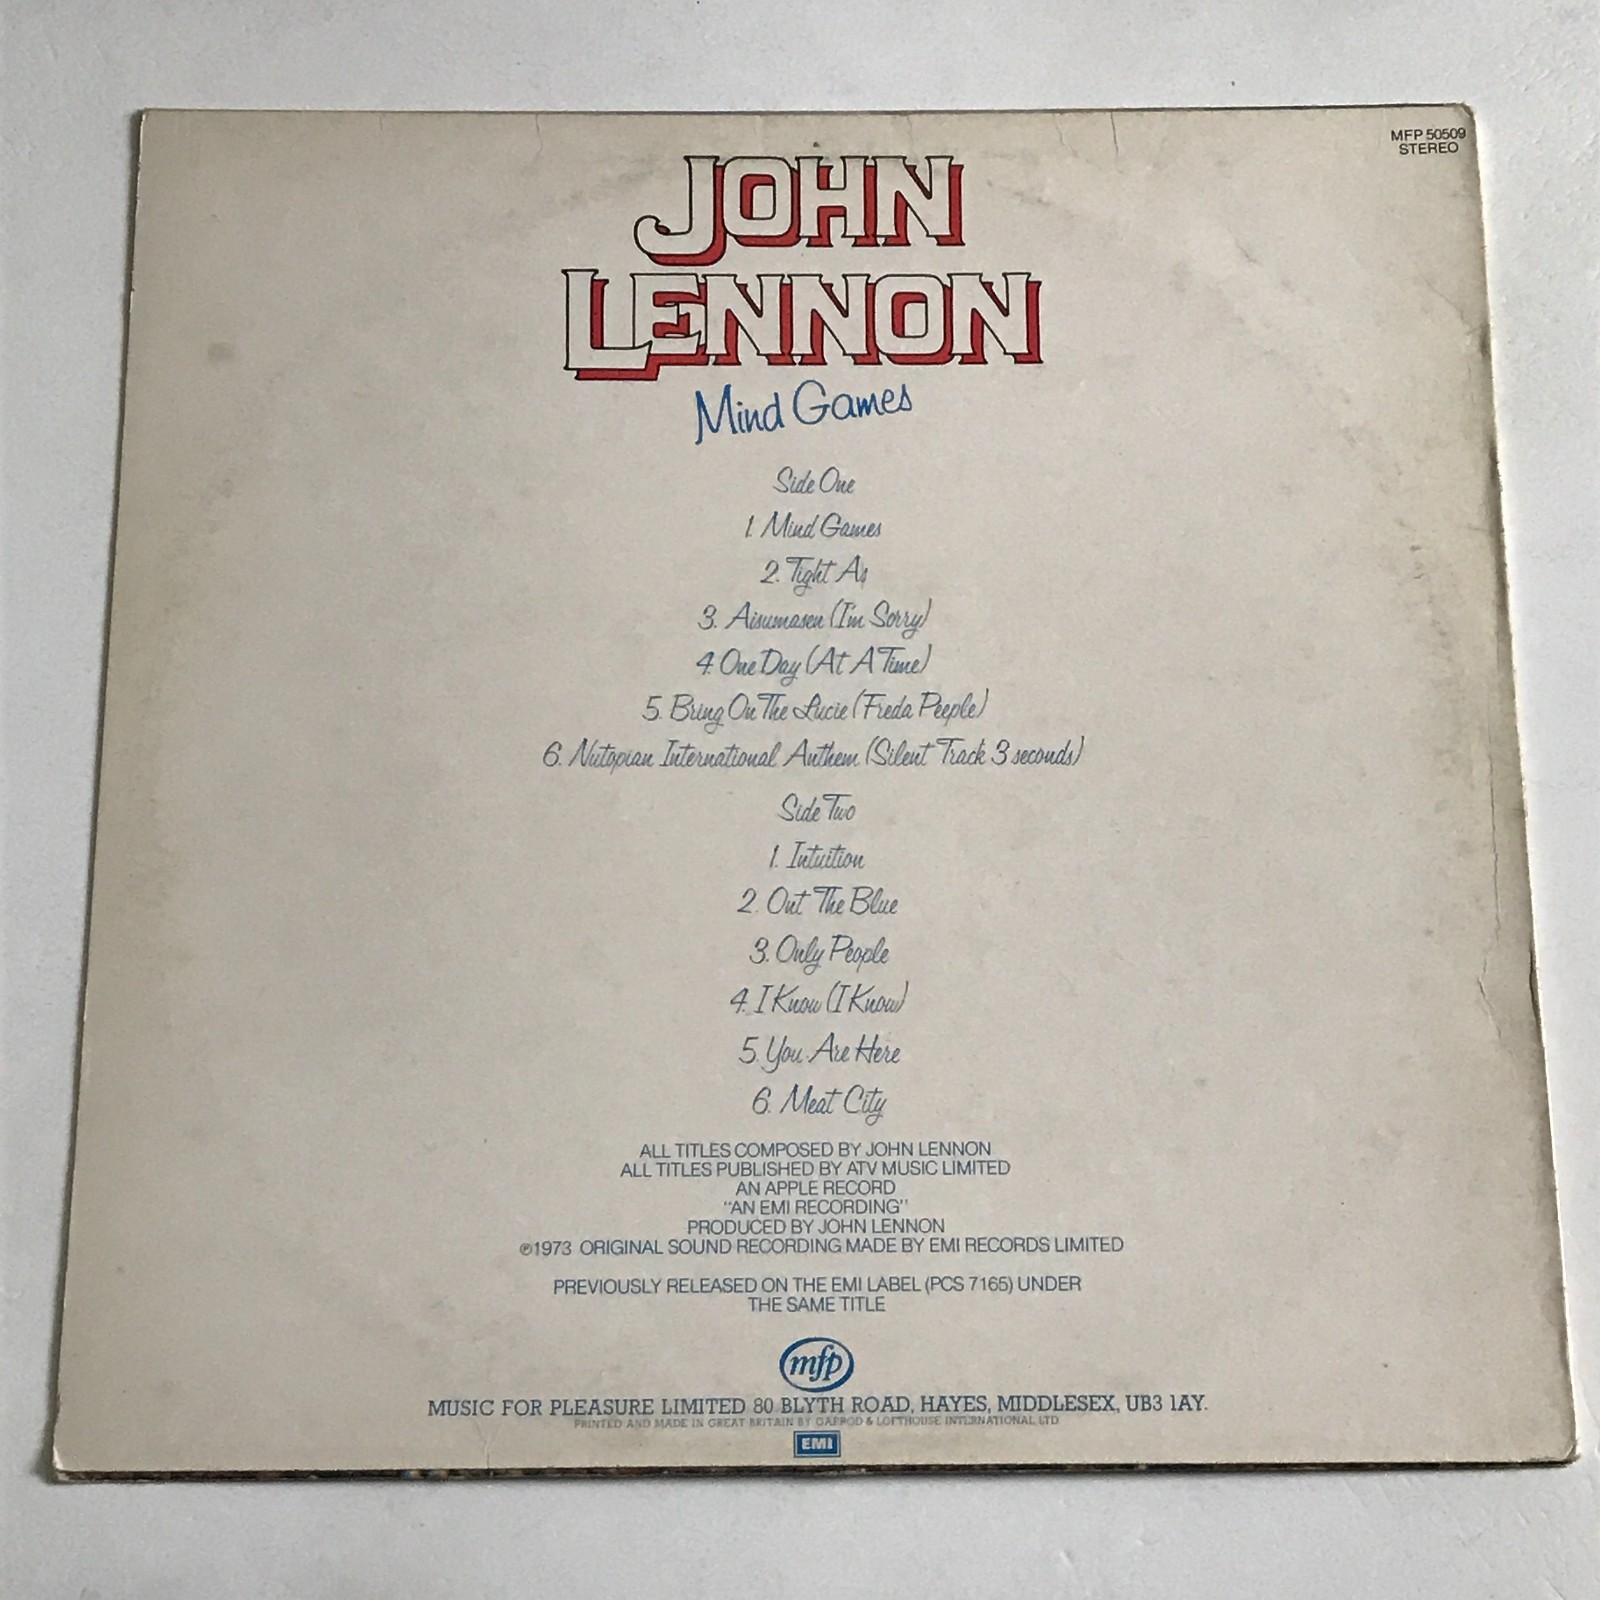 MFP 50509
STEREO
JOHN
LENNON
Mind Games
Side One
1. Mind Games
2. Tight As
3. Aisumasen (I'm Sorry)
4. One Day (At A Time)
5. Bring On The Lucie (Freda Peeple)
6. Nutopian International Anthem (Silent Track 3 seconds)
Side Two
1. Intuition
2. Out The Blue
3. Only People
4. I Know (I Know)
5. You Are Here
6. Meat City
ALL TITLES COMPOSED BY JOHN LENNON
ALL TITLES PUBLISHED BY ATV MUSIC LIMITED
AN APPLE RECORD
"AN EMI RECORDING"
PRODUCED BY JOHN LENNON
℗1973 ORIGINAL SOUND RECORDING MADE BY EMI RECORDS LIMITED
PREVIOUSLY RELEASED ON THE EMI LABEL (PCS 7165) UNDER
THE SAME TITLE
mfp
MUSIC FOR PLEASURE LIMITED 80 BLYTH ROAD, HAYES, MIDDLESEX, UB3 1AY.
PRINTED AND MADE IN GREAT BRITAIN BY GARROD & LOFTHOUSE INTERNATIONAL LTD
EMI